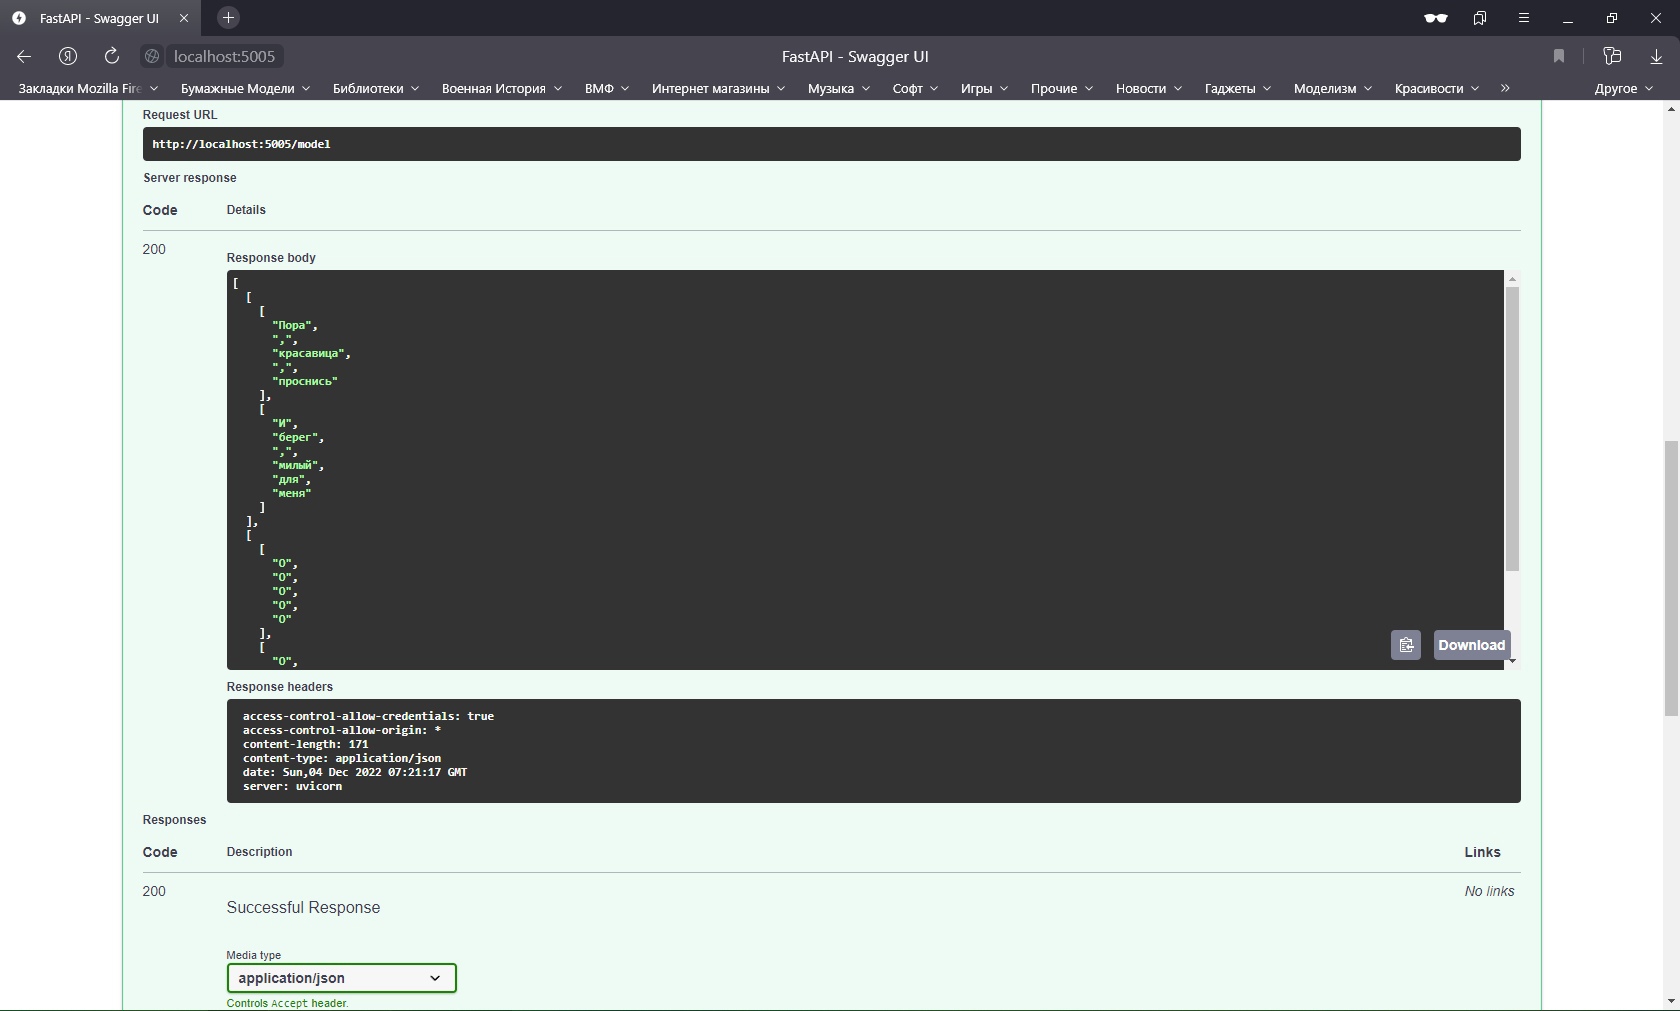 FastAPI - Swagger UI
localhost:5005
FastAPI - Swagger UI
Закладки Mozilla Fire
Бумажные Модели
Библиотеки
Военная История
ВМФ
Интернет магазины
Музыка
Софт
Игры
Прочие
Новости
Гаджеты
Моделизм
Красивости
»
Другое
Request URL
http://localhost:5005/model
Server response
Code Details
200
Response body
[
[
[
"Пора",
",",
"красавица",
",",
"проснись"
],
[
"И",
"берег",
",",
"милый",
"для",
"меня"
]
],
[
[
"O",
"O",
"O",
"O",
"O"
],
[
"O",
Download
Response headers
access-control-allow-credentials: true
access-control-allow-origin: *
content-length: 171
content-type: application/json
date: Sun,04 Dec 2022 07:21:17 GMT
server: uvicorn
Responses
Code Description Links
200 No links
Successful Response
Media type
application/json
Controls Accept header.